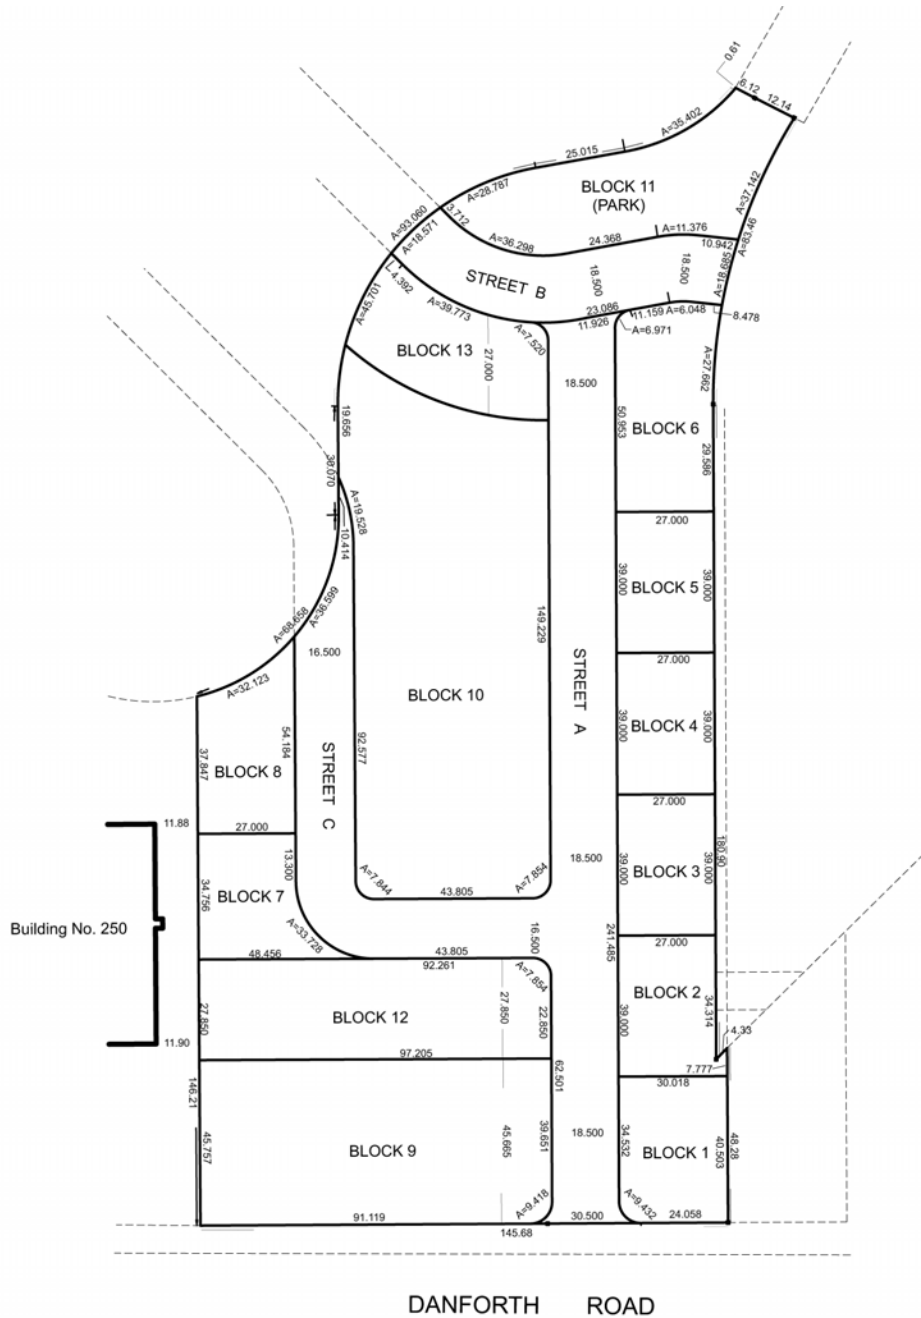 0.61
6.12
12.14
A=35.402
25.015
A=28.787
BLOCK 11
(PARK)
A=37.142
A=93.060
A=18.571
3.712
A=36.298
24.368
A=11.376
10.942
A=83.46
STREET B
18.500
18.500
A=18.685
4.392
A=39.773
23.086
11.926
11.159
A=6.048
8.478
A=6.971
A=45.701
A=7.520
BLOCK 13
27.000
18.500
A=27.662
19.656
50.953
BLOCK 6
29.586
38.070
A=19.528
10.414
27.000
39.000
BLOCK 5
39.000
A=36.599
A=68.658
149.229
16.500
27.000
A=32.123
STREET A
BLOCK 10
39.000
BLOCK 4
39.000
54.184
37.847
BLOCK 8
STREET C
92.577
27.000
11.88
27.000
13.300
18.500
39.000
BLOCK 3
39.000
180.90
34.756
BLOCK 7
A=7.844
43.805
A=7.854
Building No. 250
A=33.728
16.500
241.485
27.000
48.456
43.805
92.261
A=7.854
27.850
BLOCK 12
27.850
22.850
39.000
BLOCK 2
34.314
4.33
11.90
97.205
62.501
7.777
30.018
146.21
45.757
BLOCK 9
45.665
39.651
18.500
34.532
BLOCK 1
40.503
48.28
A=9.418
A=9.432
91.119
30.500
24.058
145.68
DANFORTH ROAD